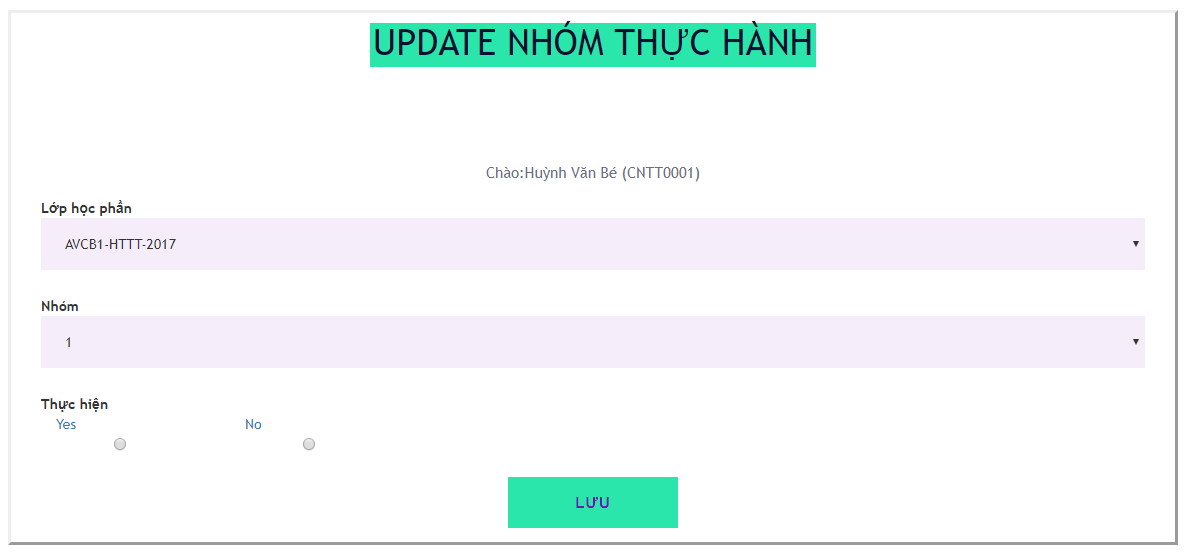 UPDATE NHÓM THỰC HÀNH
Chào:Huỳnh Văn Bé (CNTT0001)
Lớp học phần
AVCB1-HTTT-2017
Nhóm
1
Thực hiện
Yes No
LƯU